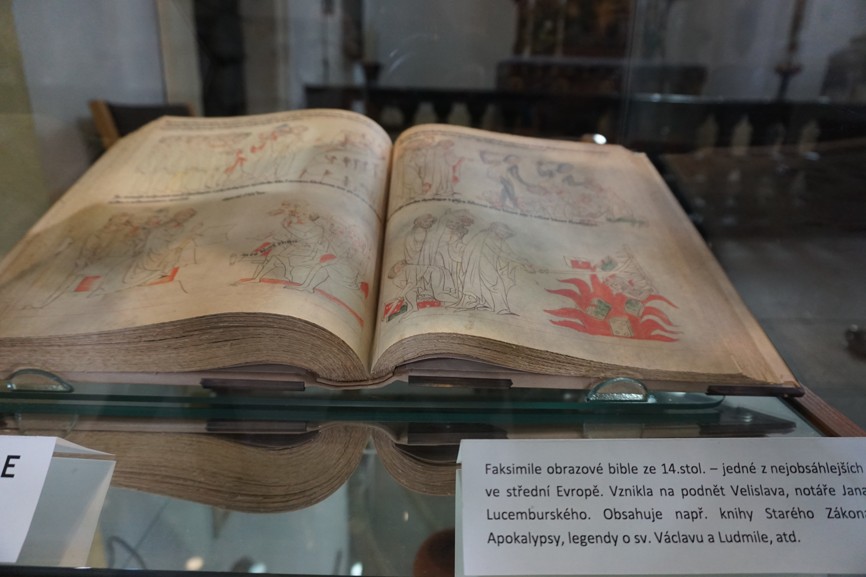 E
Faksimile obrazové bible ze 14.stol. – jedné z nejobsáhlejších
ve střední Evropě. Vznikla na podnět Velislava, notáře Jana
Lucemburského. Obsahuje např. knihy Starého Zákona
Apokalypsy, legendy o sv. Václavu a Ludmile, atd.